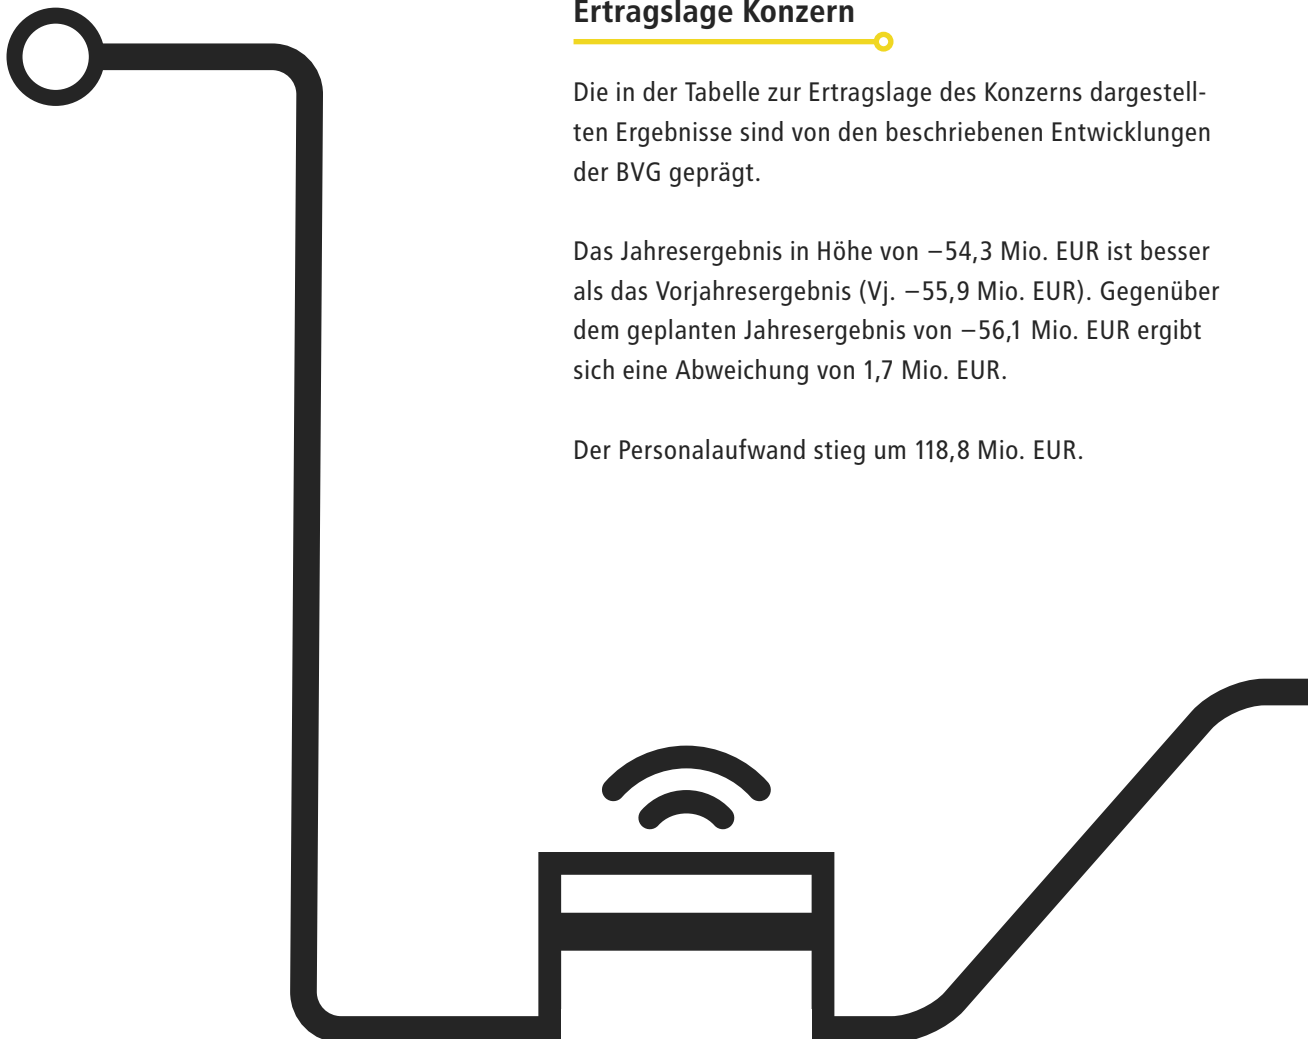 Ertragslage Konzern
Die in der Tabelle zur Ertragslage des Konzerns dargestell-
ten Ergebnisse sind von den beschriebenen Entwicklungen
der BVG geprägt.
Das Jahresergebnis in Höhe von −54,3 Mio. EUR ist besser
als das Vorjahresergebnis (Vj. −55,9 Mio. EUR). Gegenüber
dem geplanten Jahresergebnis von −56,1 Mio. EUR ergibt
sich eine Abweichung von 1,7 Mio. EUR.
Der Personalaufwand stieg um 118,8 Mio. EUR.